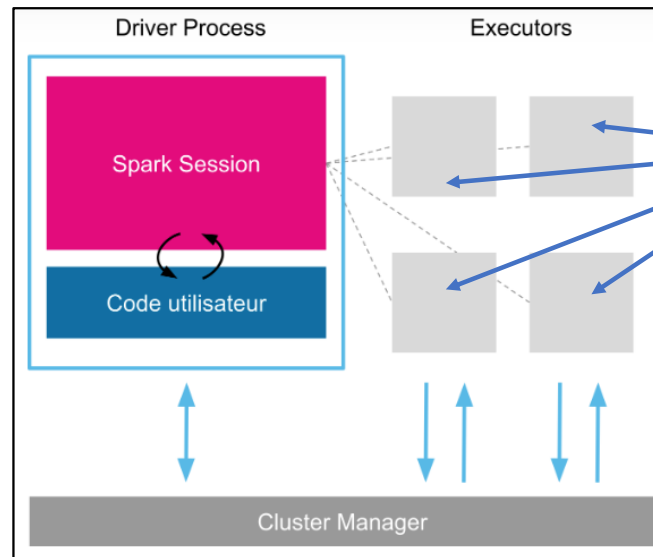 Driver Process
Executors
Spark Session
Code utilisateur
Cluster Manager